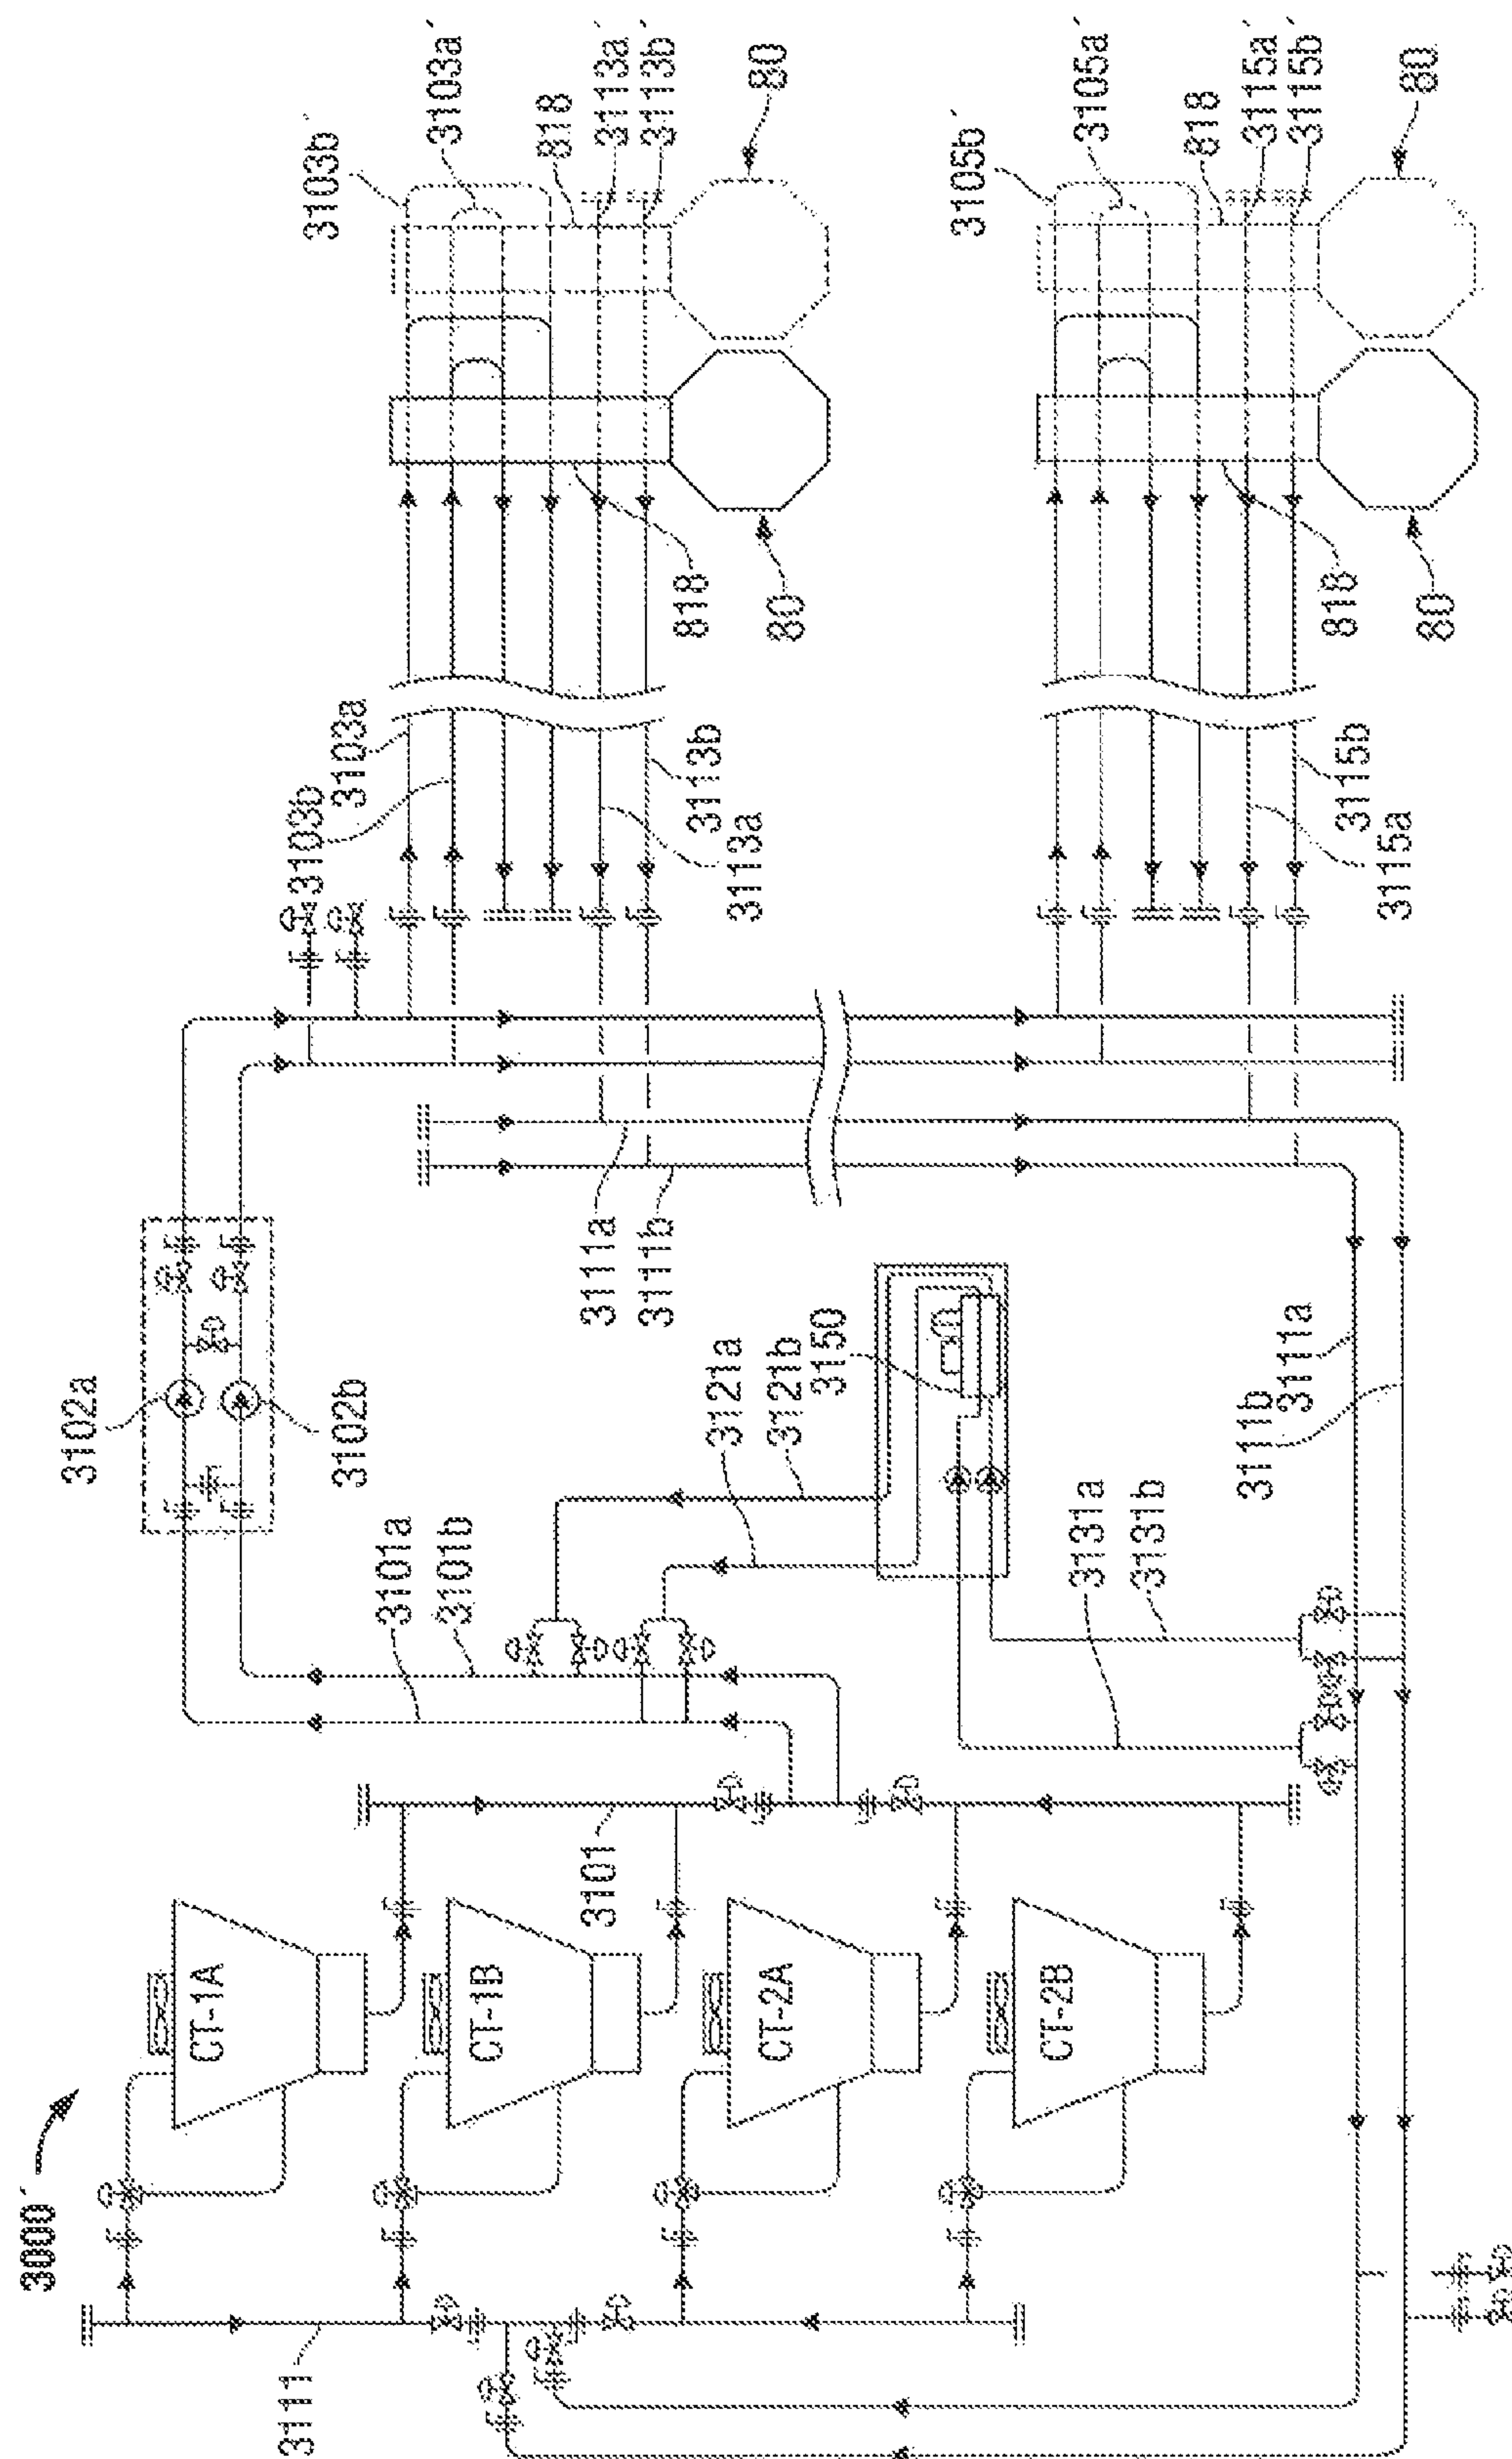 3000´
3102a
CT-1A
3111
3103b´
3103b
3102b
3103a
3101a
3103a´
3101b
CT-1B
818
3101
3111a
3113a´
3111b
3113b´
818
3113b
3121a
3113a
80
CT-2A
3121b
80
3150
3105b´
CT-2B
3131a
3105a´
3131b
818
3111b
3115a´
3111a
3115b´
818
3115b
3115a
80
80